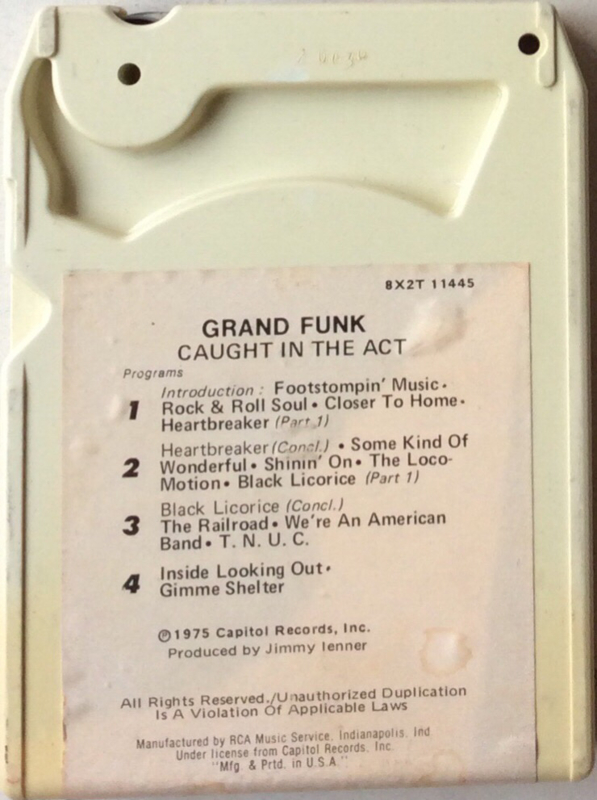 8X2T 11445
GRAND FUNK
CAUGHT IN THE ACT
Programs
1 Introduction : Footstompin' Music •
Rock & Roll Soul • Closer To Home •
Heartbreaker (Part 1)
2 Heartbreaker (Concl.) • Some Kind Of
Wonderful • Shinin' On • The Loco-
Motion • Black Licorice (Part 1)
3 Black Licorice (Concl.)
The Railroad • We're An American
Band • T. N. U. C.
4 Inside Looking Out •
Gimme Shelter
℗1975 Capitol Records, Inc.
Produced by Jimmy Ienner
All Rights Reserved./Unauthorized Duplication
Is A Violation Of Applicable Laws
Manufactured by RCA Music Service, Indianapolis, Ind.
Under license from Capitol Records, Inc.
"Mfg. & Prtd. in U.S.A."